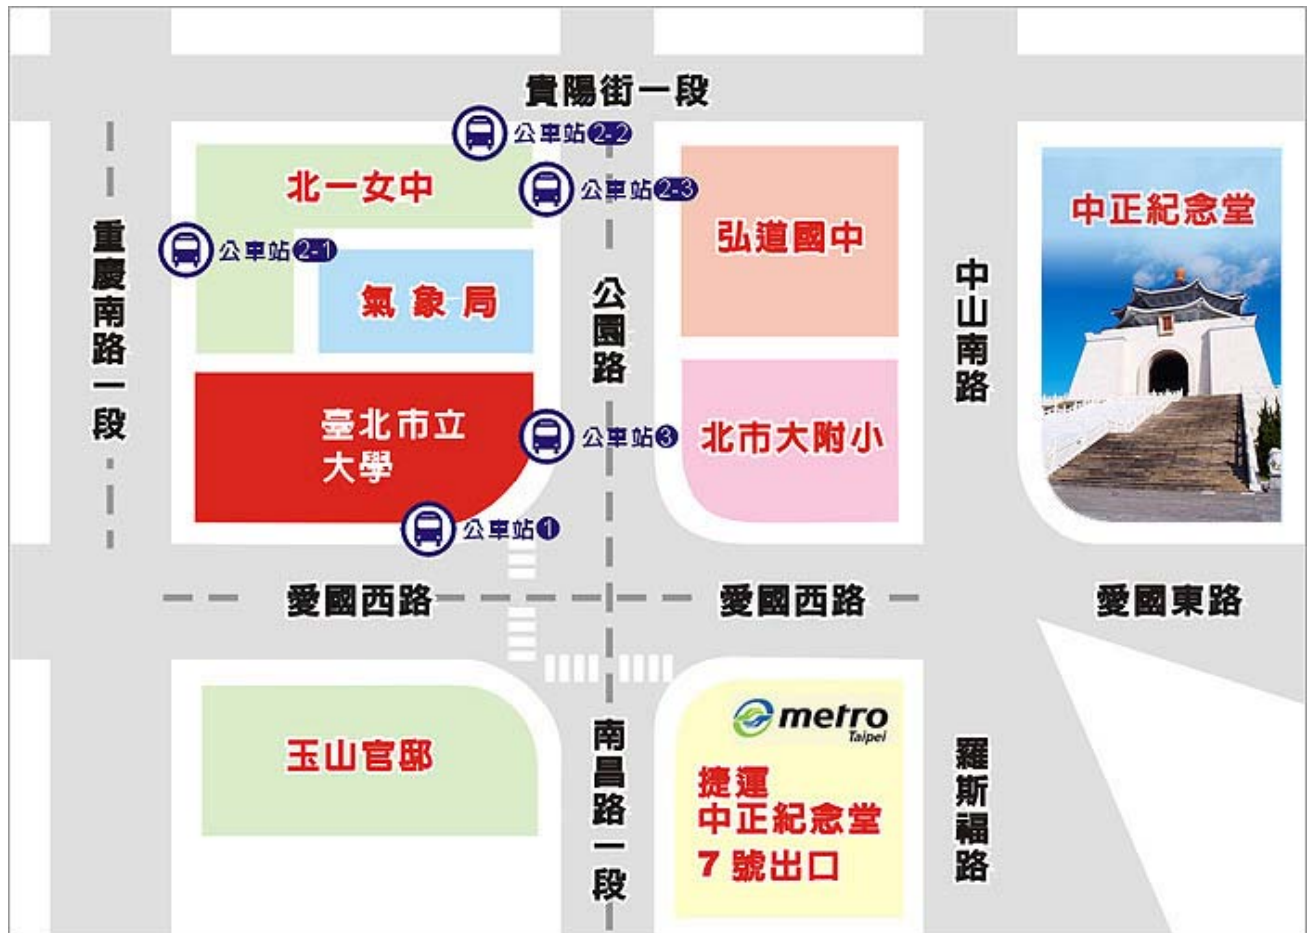 貴陽街一段
公車站2-2
北一女中
公車站2-3
弘道國中
中正紀念堂
公車站2-1
重慶南路一段
氣象局
公園路
中山南路
臺北市立
大學
公車站3
北市大附小
公車站1
愛國西路
愛國西路
愛國東路
玉山官邸
南昌路一段
metro
Taipei
捷運
中正紀念堂
7號出口
羅斯福路